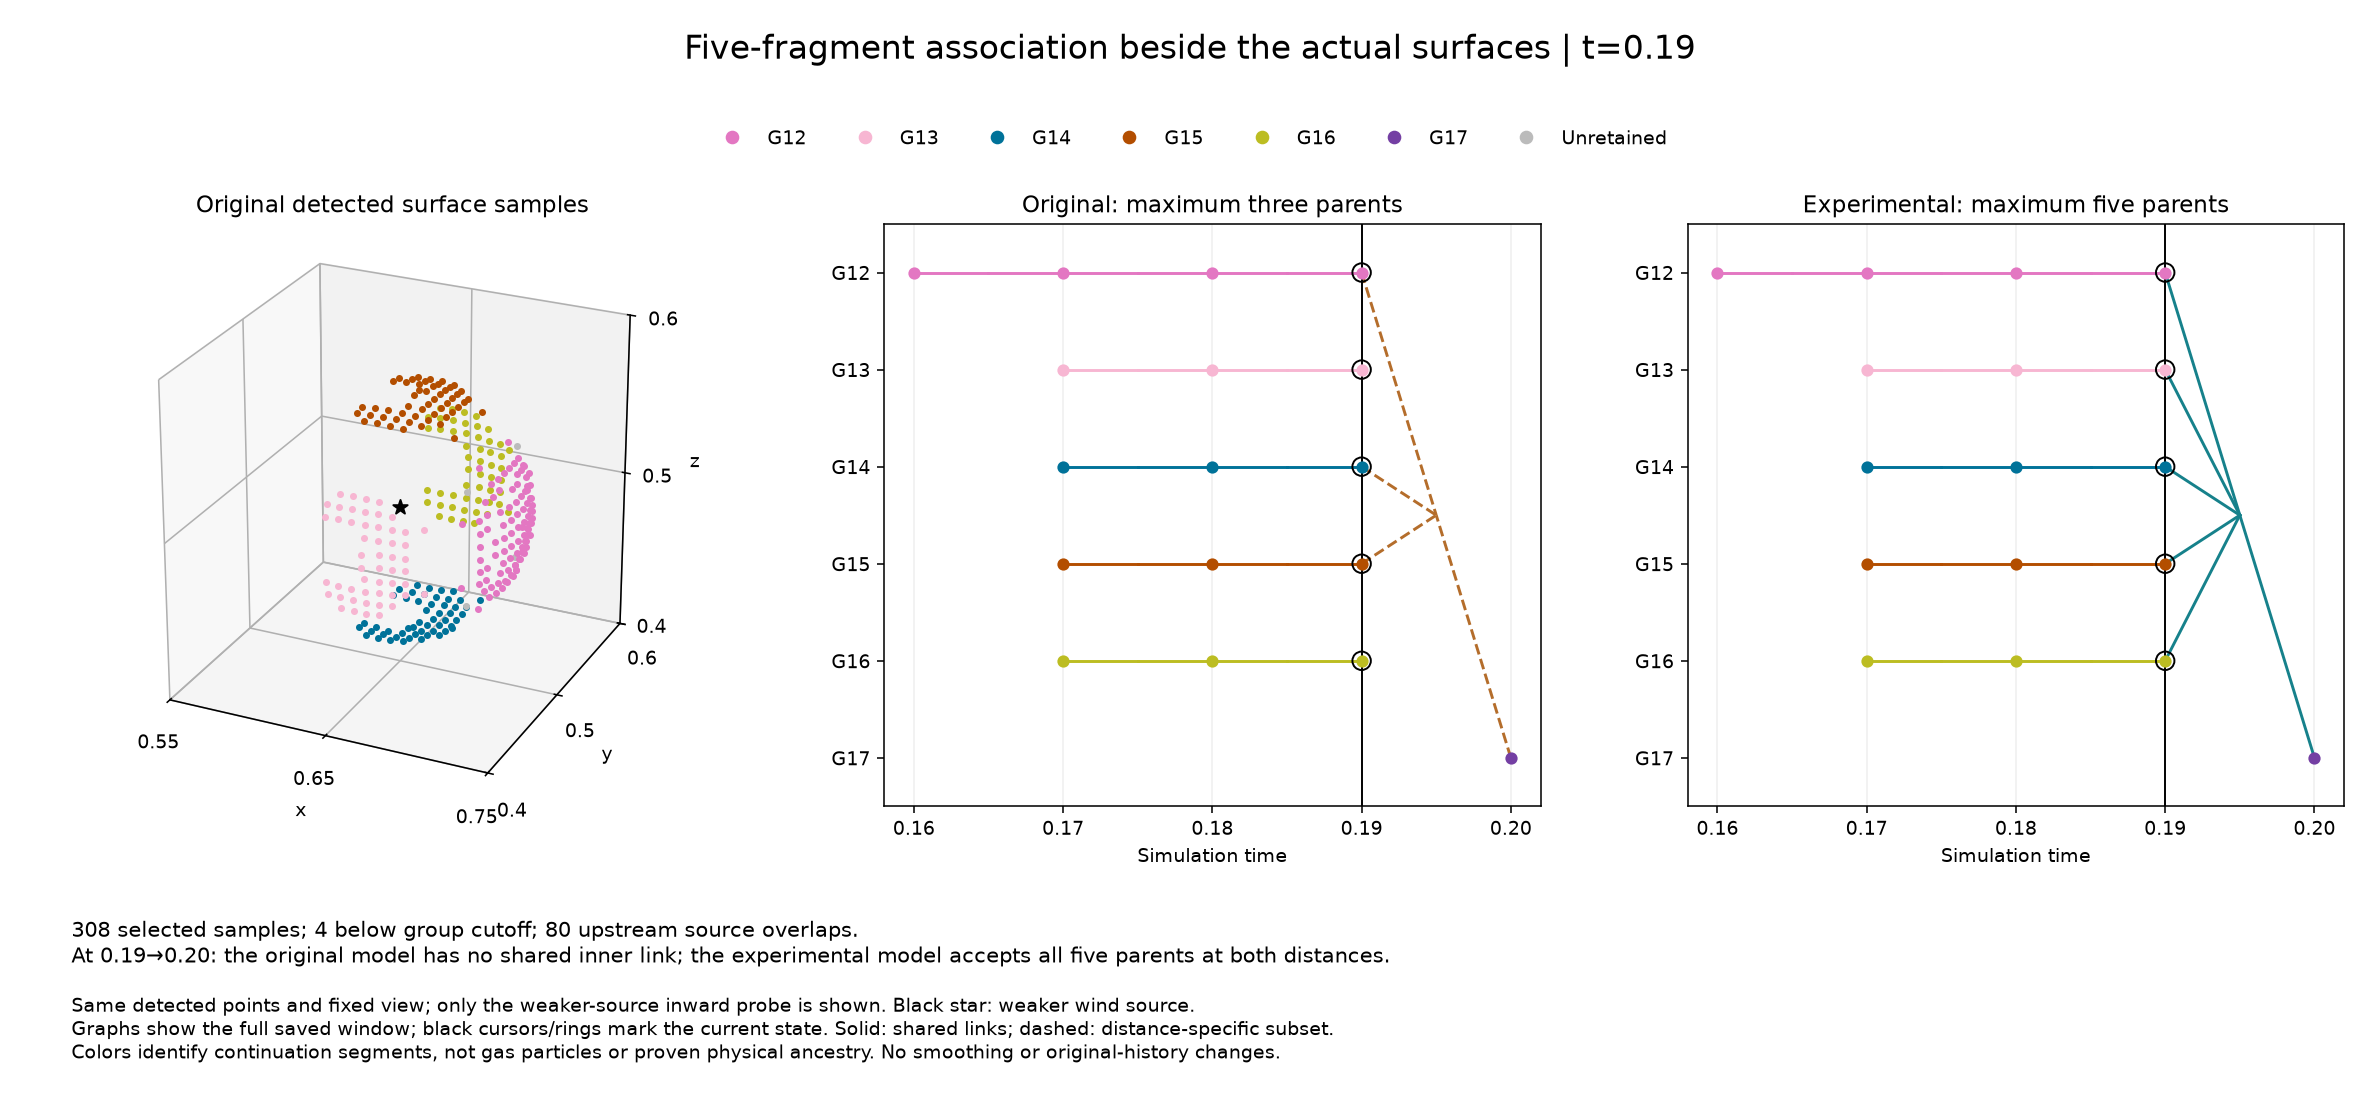 Five-fragment association beside the actual surfaces | t=0.19
G12 G13 G14 G15 G16 G17 Unretained
Original detected surface samples
0.6
0.5
z
0.4
0.6
0.5
y
0.4
0.55
0.65
x
0.75
Original: maximum three parents
G12
G13
G14
G15
G16
G17
0.16 0.17 0.18 0.19 0.20
Simulation time
Experimental: maximum five parents
G12
G13
G14
G15
G16
G17
0.16 0.17 0.18 0.19 0.20
Simulation time
308 selected samples; 4 below group cutoff; 80 upstream source overlaps.
At 0.19→0.20: the original model has no shared inner link; the experimental model accepts all five parents at both distances.
Same detected points and fixed view; only the weaker-source inward probe is shown. Black star: weaker wind source.
Graphs show the full saved window; black cursors/rings mark the current state. Solid: shared links; dashed: distance-specific subset.
Colors identify continuation segments, not gas particles or proven physical ancestry. No smoothing or original-history changes.